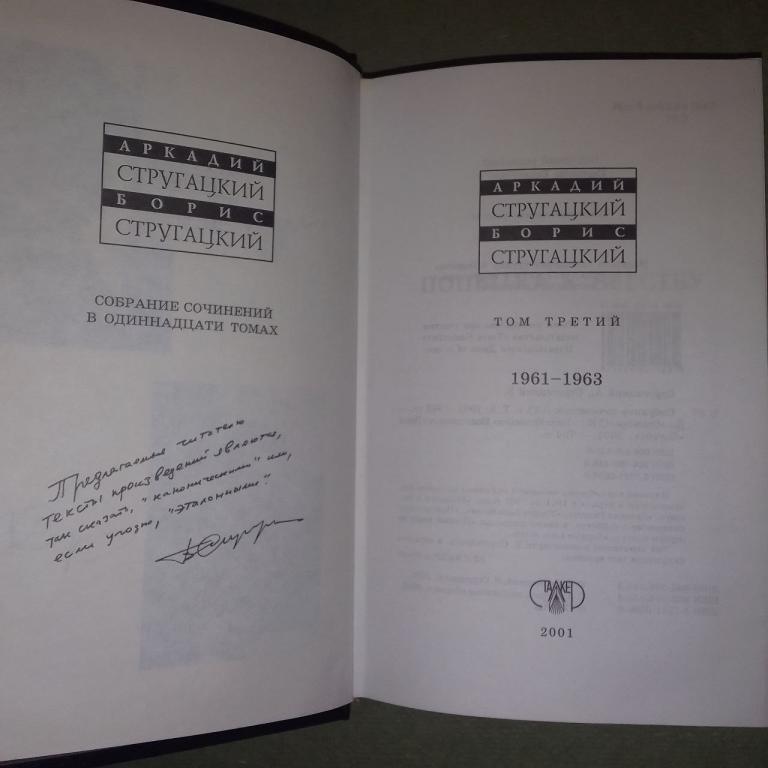 АРКАДИЙ
СТРУГАЦКИЙ
БОРИС
СТРУГАЦКИЙ
СОБРАНИЕ СОЧИНЕНИЙ
В ОДИННАДЦАТИ ТОМАХ
Предлагаемые читателю
тексты произведений являются,
так сказать, "каноническими" или,
если угодно, "эталонными".
АРКАДИЙ
СТРУГАЦКИЙ
БОРИС
СТРУГАЦКИЙ
ТОМ ТРЕТИЙ
1961–1963
СТАЛКЕР
2001